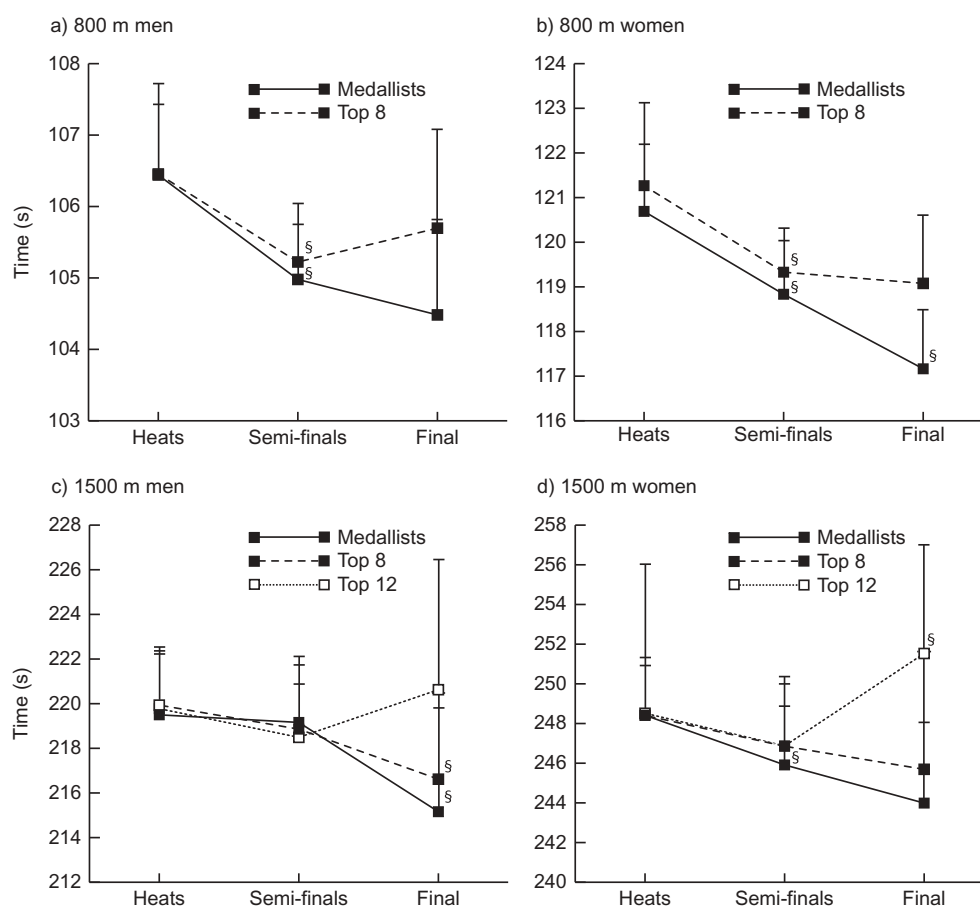 a) 800 m men
108
107
106
105
104
103
Time (s)
Medallists
Top 8
§
§
Heats
Semi-finals
Final
b) 800 m women
124
123
122
121
120
119
118
117
116
Medallists
Top 8
§
§
§
Heats
Semi-finals
Final
c) 1500 m men
228
226
224
222
220
218
216
214
212
Time (s)
Medallists
Top 8
Top 12
§
§
Heats
Semi-finals
Final
d) 1500 m women
258
256
254
252
250
248
246
244
242
240
Medallists
Top 8
Top 12
§
§
Heats
Semi-finals
Final